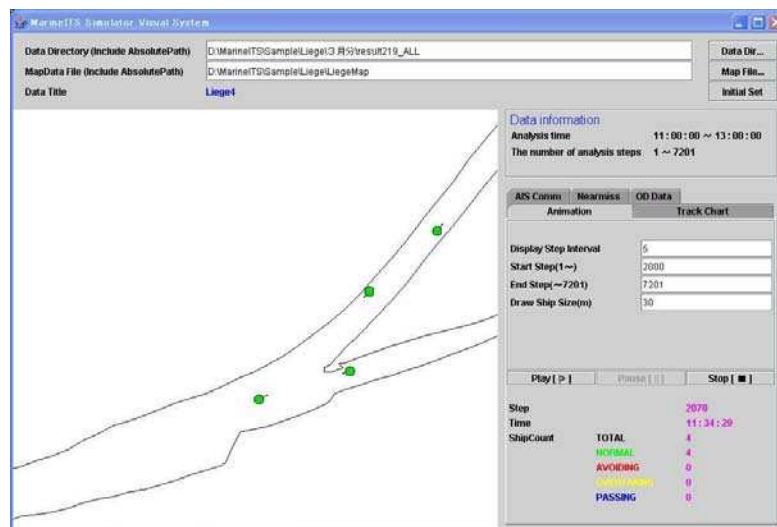 MarineITS Simulator Visual System
Data Directory (Include AbsolutePath) D:\MarineITS\Sample\Liege\3月分\result219_ALL Data Dir...
MapData File (Include AbsolutePath) D:\MarineITS\Sample\Liege\LiegeMap Map File...
Data Title Liege4 Initial Set
Data information
Analysis time 11:00:00 ~ 13:00:00
The number of analysis steps 1 ~ 7201
AIS Comm Nearmiss OD Data
Animation Track Chart
Display Step Interval 5
Start Step(1~) 2000
End Step(~7201) 7201
Draw Ship Size(m) 30
Play [ ▷ ] Pause [ || ] Stop [ ■ ]
Step 2070
Time 11:34:29
ShipCount TOTAL 4
NORMAL 4
AVOIDING 0
OVERTAKING 0
PASSING 0